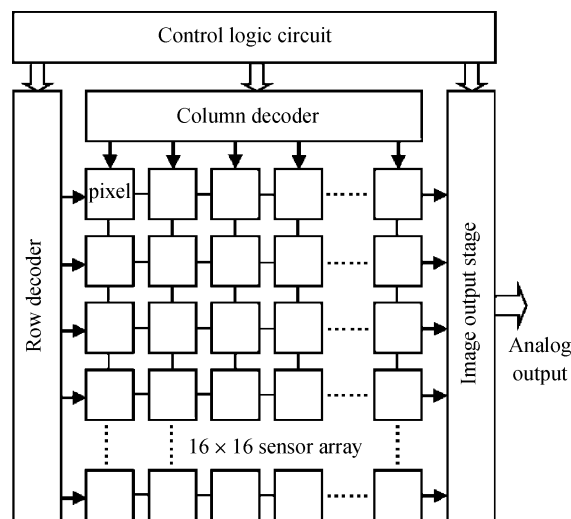 Control logic circuit
Column decoder
pixel
Row decoder
Image output stage
Analog
output
16 × 16 sensor array